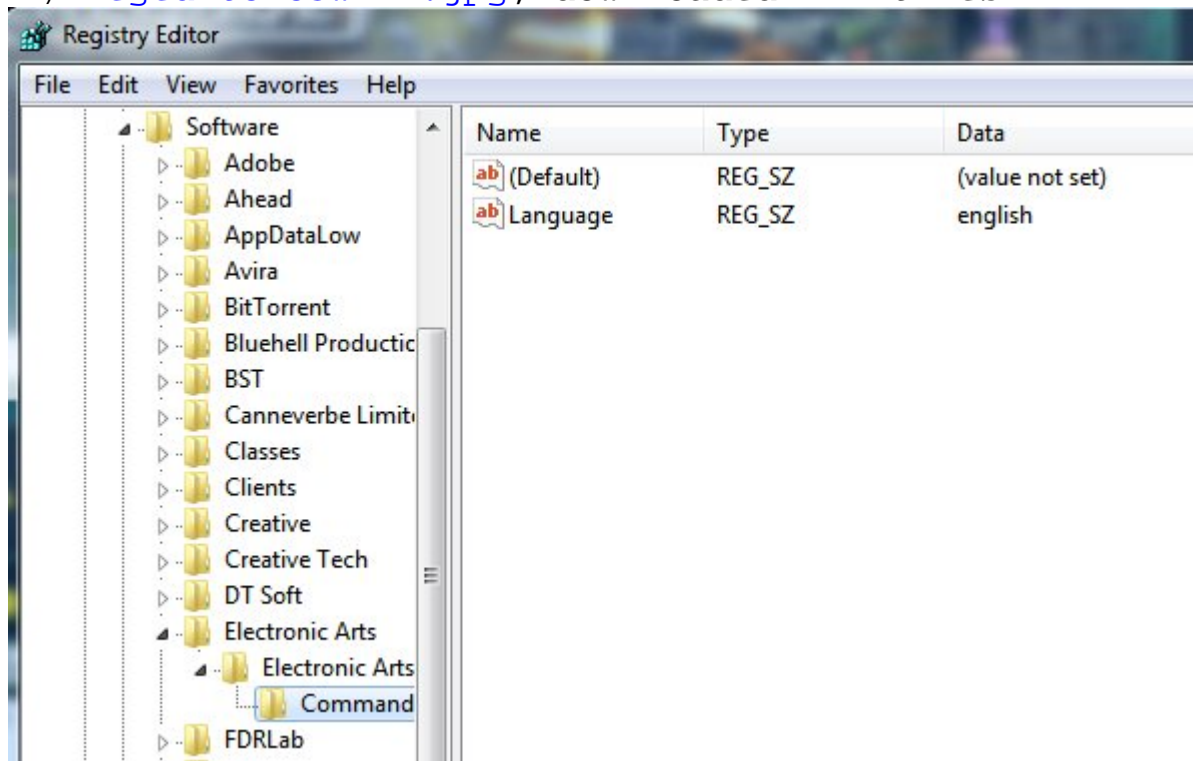 Registry Editor
File Edit View Favorites Help
Software
Adobe
Ahead
AppDataLow
Avira
BitTorrent
Bluehell Productic
BST
Canneverbe Limit
Classes
Clients
Creative
Creative Tech
DT Soft
Electronic Arts
Electronic Arts
Command
FDRLab
Name Type Data
(Default) REG_SZ (value not set)
Language REG_SZ english